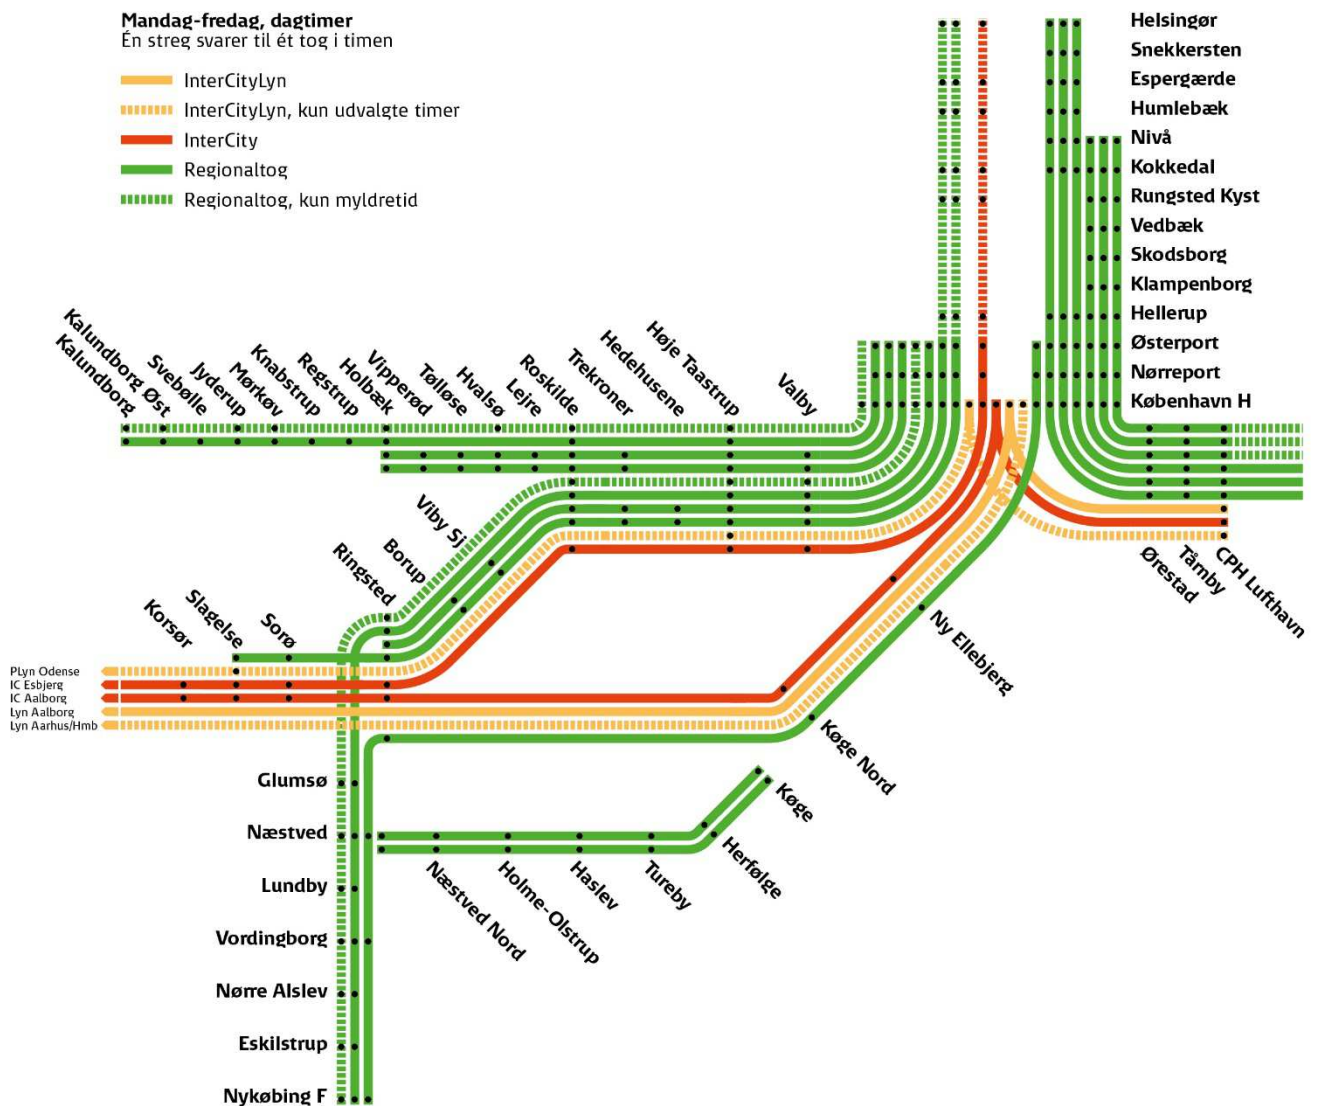 Mandag-fredag, dagtimer
Én streg svarer til ét tog i timen
InterCityLyn
InterCityLyn, kun udvalgte timer
InterCity
Regionaltog
Regionaltog, kun myldretid
Helsingør
Snekkersten
Espergærde
Humlebæk
Nivå
Kokkedal
Rungsted Kyst
Vedbæk
Skodsborg
Klampenborg
Hellerup
Østerport
Nørreport
København H
Kalundborg
Kalundborg Øst
Svebølle
Jyderup
Mørkøv
Knabstrup
Regstrup
Holbæk
Vipperød
Tølløse
Hvalsø
Lejre
Roskilde
Trekroner
Hedehusene
Høje Taastrup
Valby
Viby Sj
Borup
Ringsted
Sorø
Slagelse
Korsør
Ørestad
Tårnby
CPH Lufthavn
Ny Ellebjerg
Køge Nord
PLyn Odense
IC Esbjerg
IC Aalborg
Lyn Aalborg
Lyn Aarhus/Hmb
Glumsø
Næstved
Lundby
Vordingborg
Nørre Alslev
Eskilstrup
Nykøbing F
Næstved Nord
Holme-Olstrup
Haslev
Tureby
Herfølge
Køge